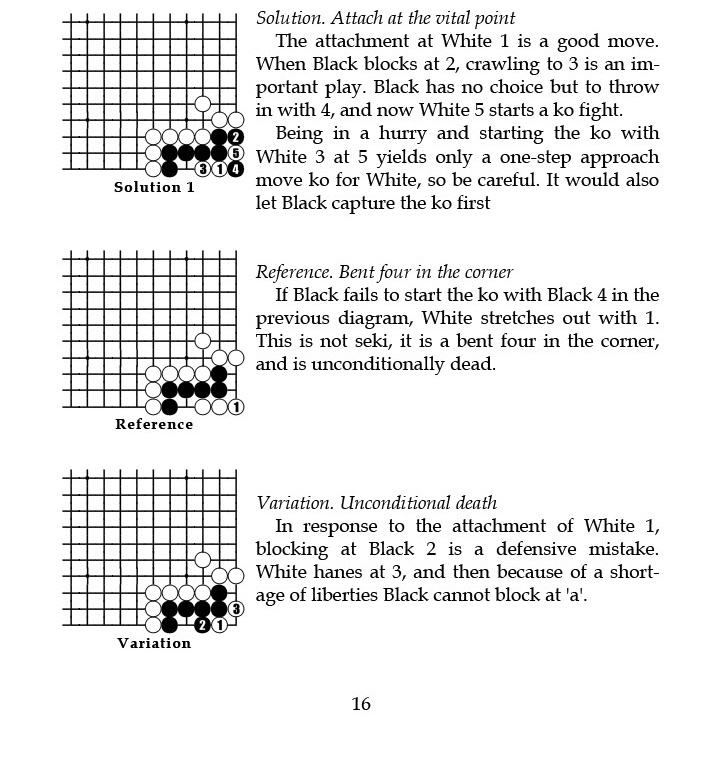 Solution. Attach at the vital point
The attachment at White 1 is a good move.
When Black blocks at 2, crawling to 3 is an im-
portant play. Black has no choice but to throw
in with 4, and now White 5 starts a ko fight.
Being in a hurry and starting the ko with
White 3 at 5 yields only a one-step approach
move ko for White, so be careful. It would also
let Black capture the ko first
2
5
3 1 4
Solution 1
Reference. Bent four in the corner
If Black fails to start the ko with Black 4 in the
previous diagram, White stretches out with 1.
This is not seki, it is a bent four in the corner,
and is unconditionally dead.
1
Reference
Variation. Unconditional death
In response to the attachment of White 1,
blocking at Black 2 is a defensive mistake.
White hanes at 3, and then because of a short-
age of liberties Black cannot block at 'a'.
3
2 1
Variation
16